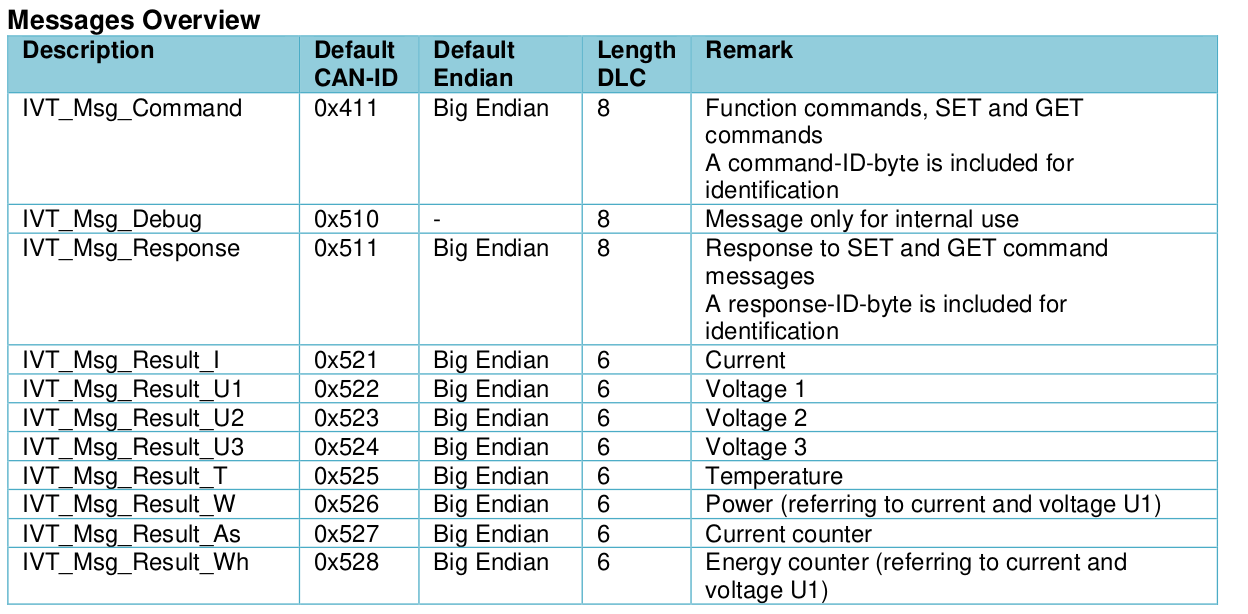 Messages Overview
Description Default CAN-ID Default Endian Length DLC Remark
IVT_Msg_Command 0x411 Big Endian 8 Function commands, SET and GET
commands
A command-ID-byte is included for
identification
IVT_Msg_Debug 0x510 - 8 Message only for internal use
IVT_Msg_Response 0x511 Big Endian 8 Response to SET and GET command
messages
A response-ID-byte is included for
identification
IVT_Msg_Result_I 0x521 Big Endian 6 Current
IVT_Msg_Result_U1 0x522 Big Endian 6 Voltage 1
IVT_Msg_Result_U2 0x523 Big Endian 6 Voltage 2
IVT_Msg_Result_U3 0x524 Big Endian 6 Voltage 3
IVT_Msg_Result_T 0x525 Big Endian 6 Temperature
IVT_Msg_Result_W 0x526 Big Endian 6 Power (referring to current and voltage U1)
IVT_Msg_Result_As 0x527 Big Endian 6 Current counter
IVT_Msg_Result_Wh 0x528 Big Endian 6 Energy counter (referring to current and
voltage U1)